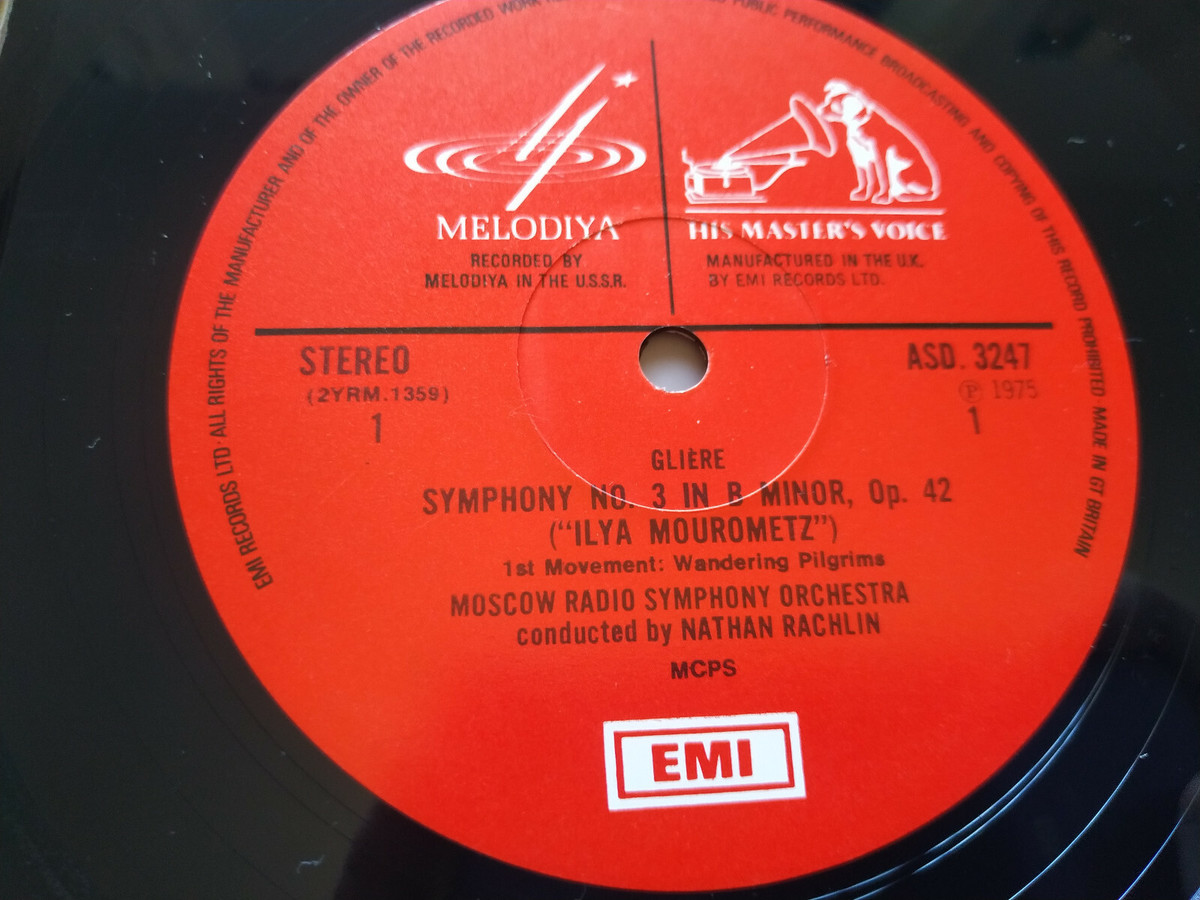 EMI RECORDS LTD · ALL RIGHTS OF THE MANUFACTURER AND OF THE OWNER OF THE RECORDED WORK
PUBLIC PERFORMANCE BROADCASTING AND COPYING OF THIS RECORD PROHIBITED · MADE IN GT BRITAIN
MELODIYA
RECORDED BY
MELODIYA IN THE U.S.S.R.
HIS MASTER'S VOICE
MANUFACTURED IN THE U.K.
BY EMI RECORDS LTD.
STEREO
(2YRM.1359)
1
ASD. 3247
℗ 1975
1
GLIÈRE
SYMPHONY NO. 3 IN B MINOR, Op. 42
("ILYA MOUROMETZ")
1st Movement: Wandering Pilgrims
MOSCOW RADIO SYMPHONY ORCHESTRA
conducted by NATHAN RACHLIN
MCPS
EMI